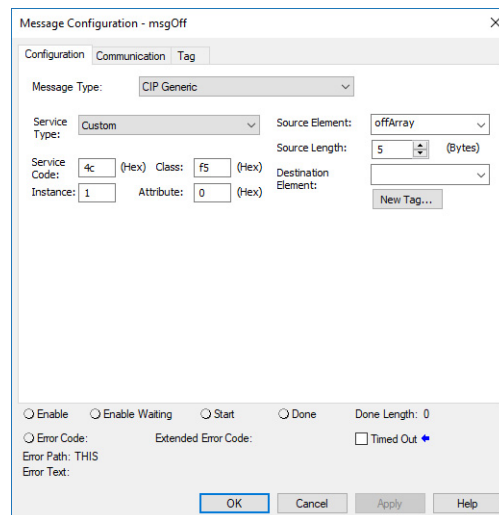 Message Configuration - msgOff
Configuration Communication Tag
Message Type: CIP Generic
Service Type: Custom
Source Element: offArray
Source Length: 5 (Bytes)
Service Code: 4c (Hex) Class: f5 (Hex)
Destination Element:
Instance: 1 Attribute: 0 (Hex)
New Tag...
Enable Enable Waiting Start Done Done Length: 0
Error Code: Extended Error Code: Timed Out
Error Path: THIS
Error Text:
OK Cancel Apply Help